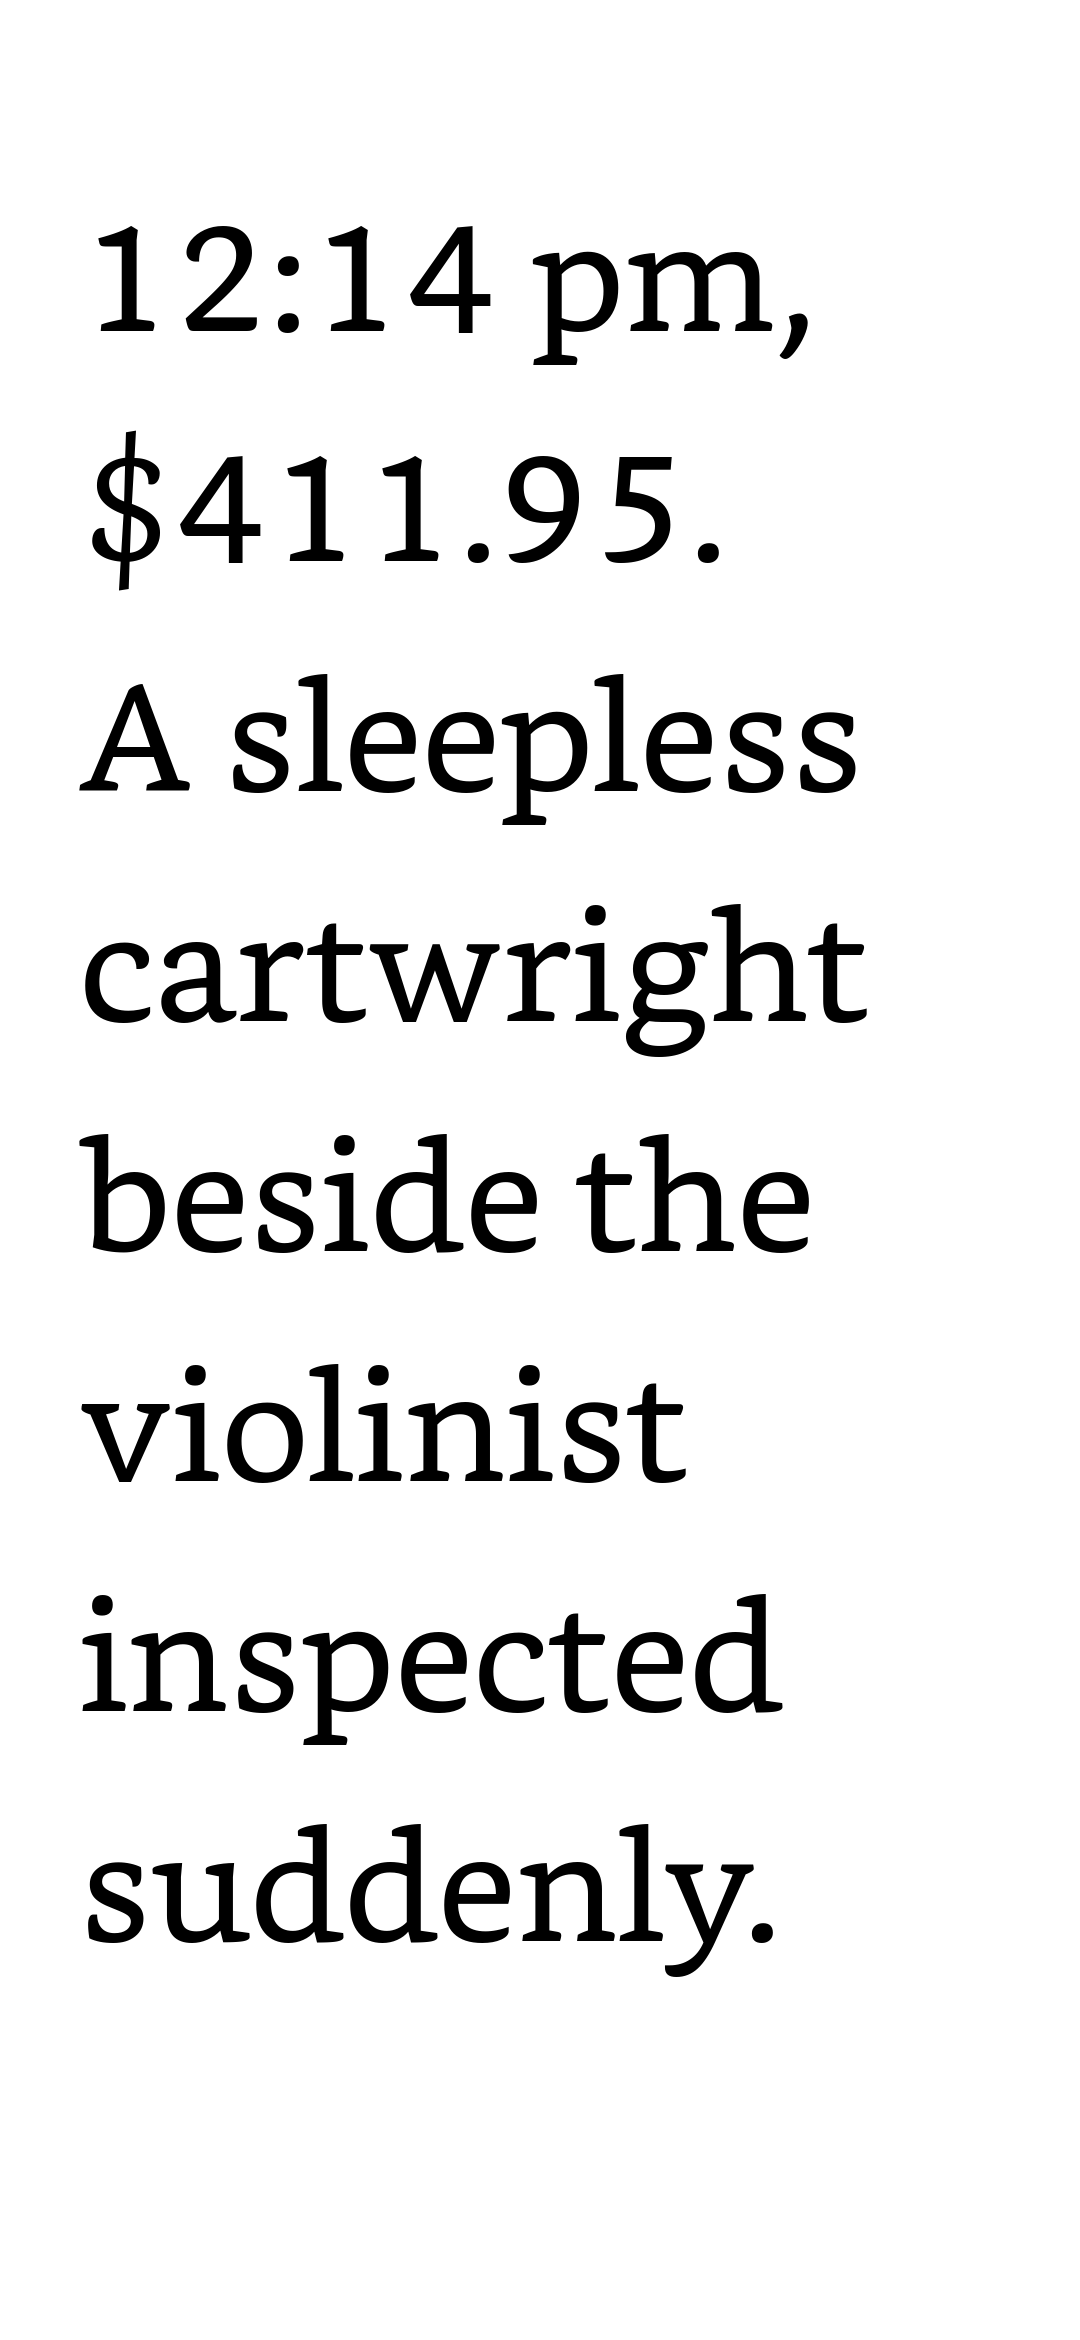 12:14 pm,
$411.95.
A sleepless
cartwright
beside the
violinist
inspected
suddenly.